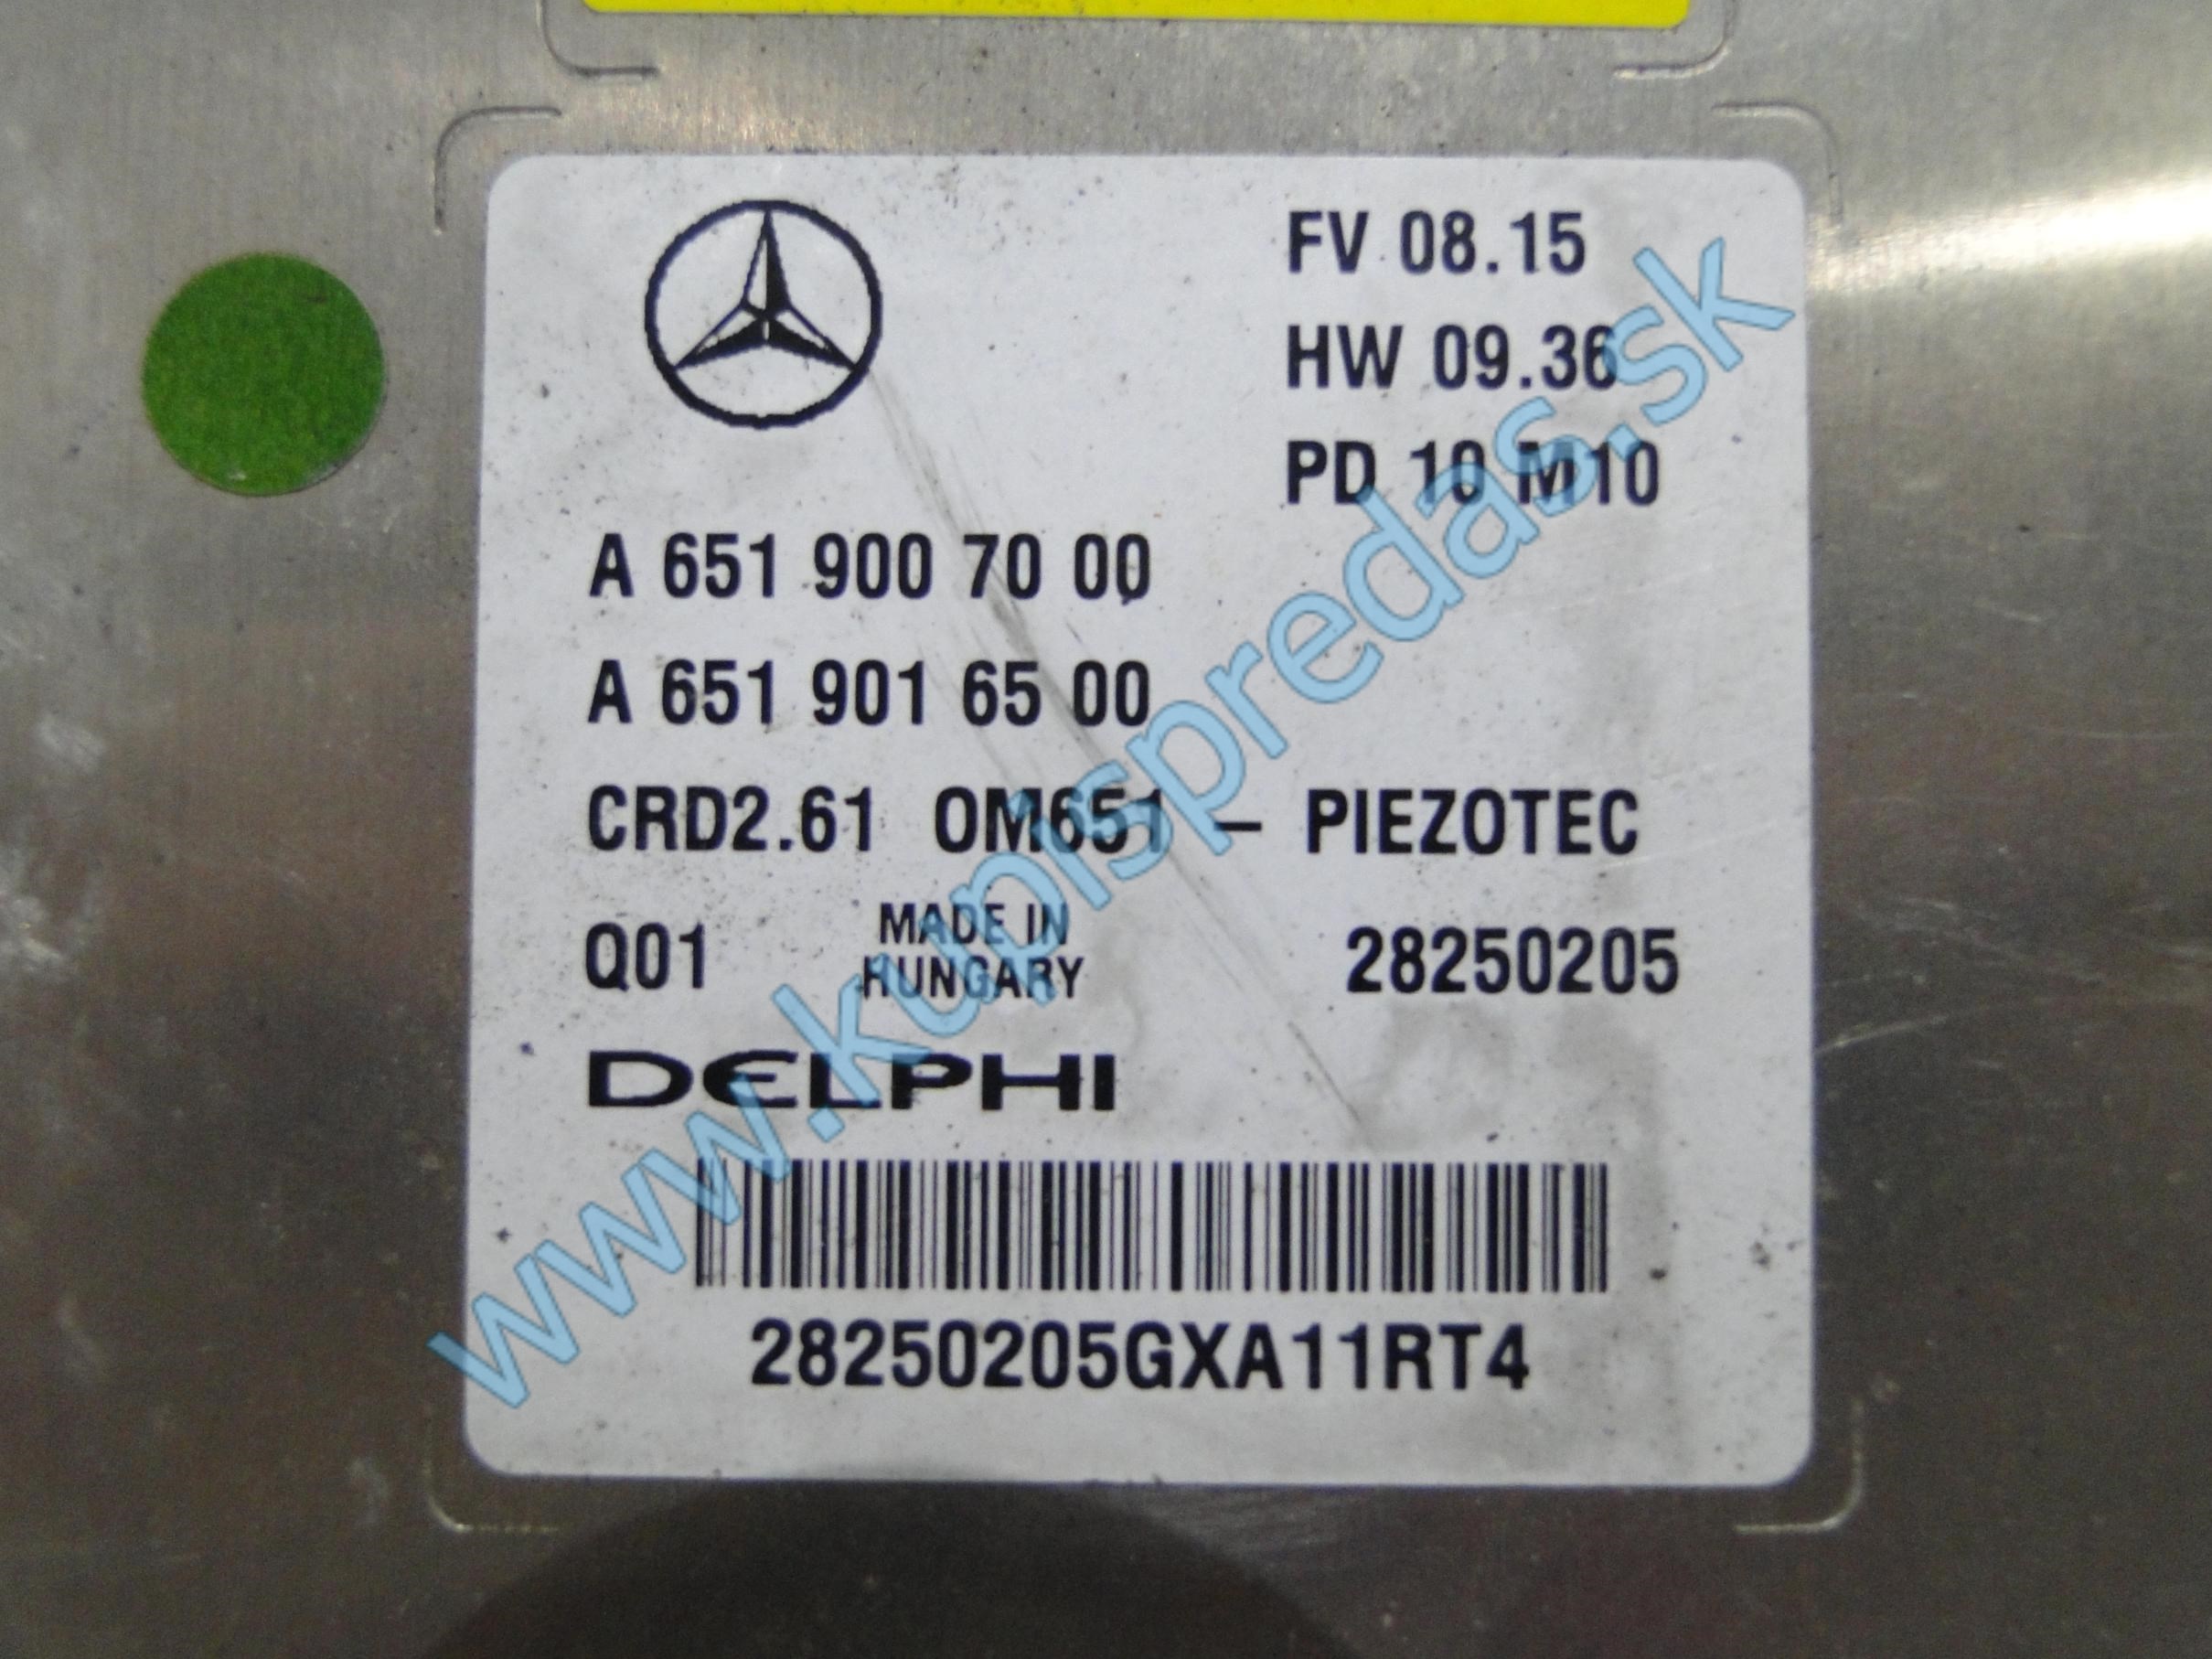 FV 08.15
HW 09.36
PD 10 M10
A 651 900 70 00
A 651 901 65 00
CRD2.61 OM651 – PIEZOTEC
Q01
MADE IN
HUNGARY
28250205
DELPHI
28250205GXA11RT4
www.kupispredas.sk